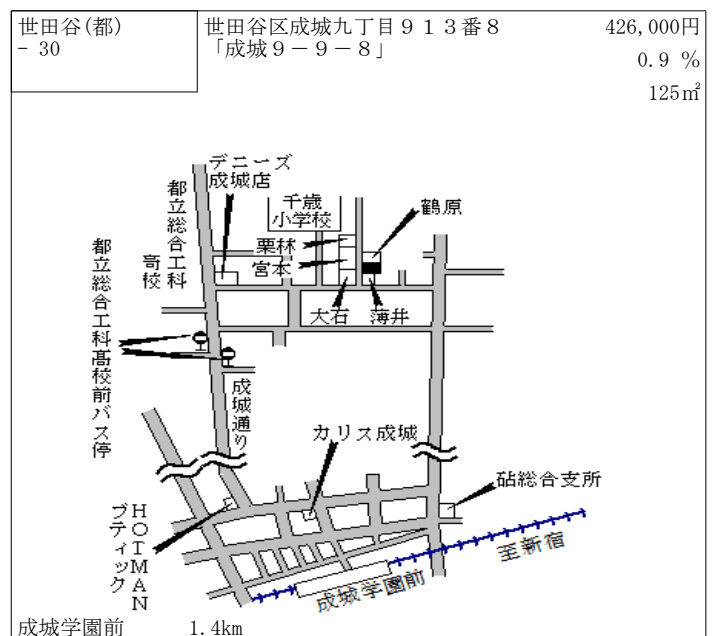 世田谷(都)
- 30
世田谷区成城九丁目９１３番８
「成城９－９－８」
426,000円
0.9 %
125㎡
デニーズ
成城店
都立総合工科
高校
千歳
小学校
鶴原
栗林
宮本
大石
薄井
都立総合工科高校前バス停
成城通り
カリス成城
砧総合支所
HOTMAN
ブティック
至新宿
成城学園前
成城学園前
1.4km